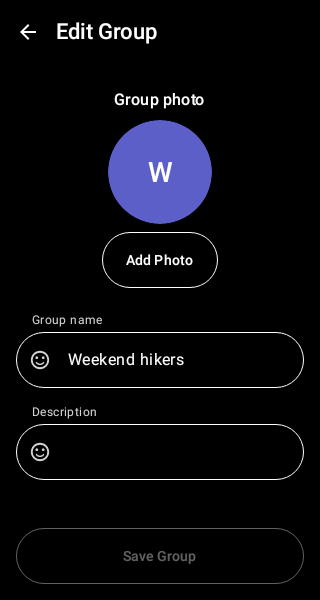 Edit Group
Group photo
W
Add Photo
Group name
Weekend hikers
Description
Save Group